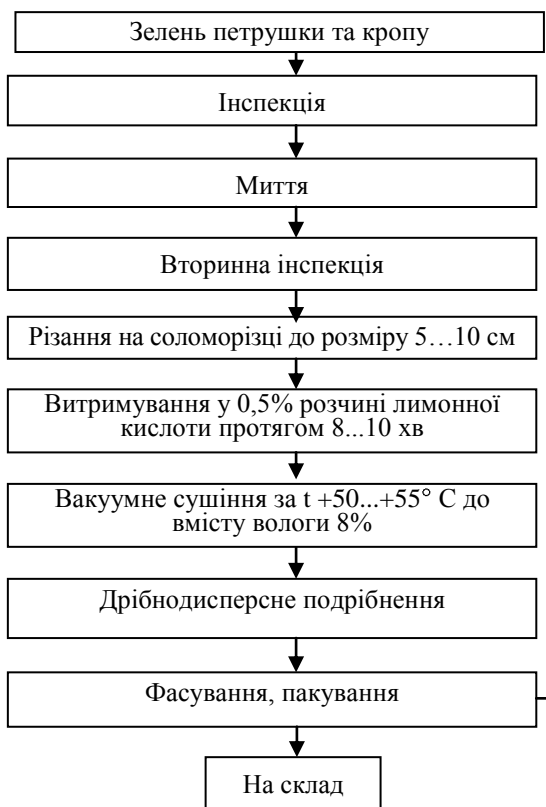 Зелень петрушки та кропу
Інспекція
Миття
Вторинна інспекція
Різання на соломорізці до розміру 5…10 см
Витримування у 0,5% розчині лимонної
кислоти протягом 8...10 хв
Вакуумне сушіння за t +50...+55° С до
вмісту вологи 8%
Дрібнодисперсне подрібнення
Фасування, пакування
На склад